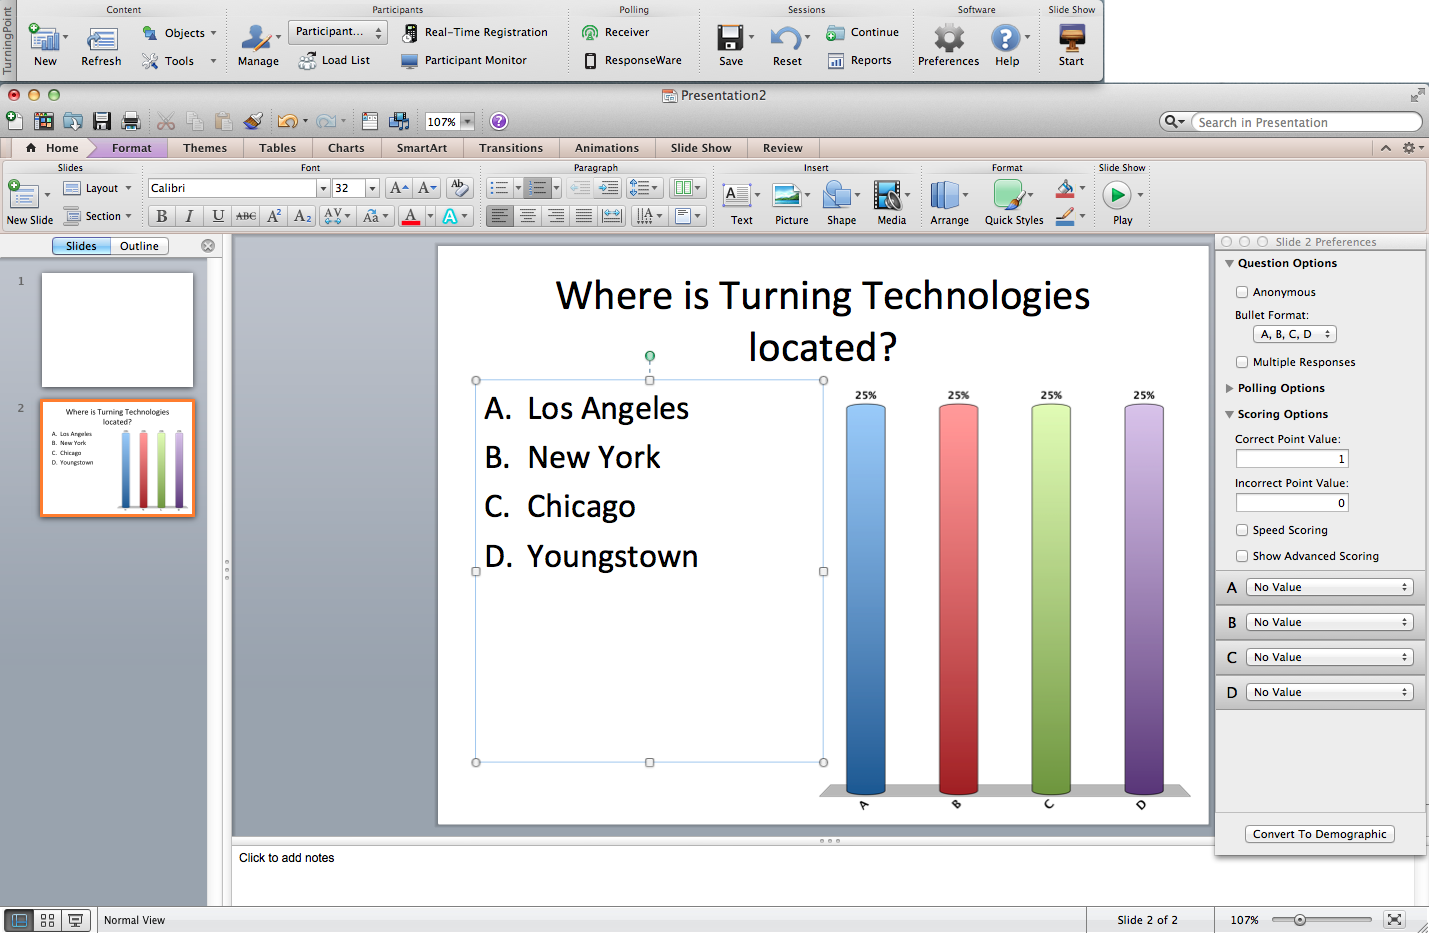 TurningPoint
Content
Participants
Polling
Sessions
Software
Slide Show
New
Refresh
Objects
Tools
Manage
Participant...
Load List
Real-Time Registration
Participant Monitor
Receiver
ResponseWare
Save
Reset
Continue
Reports
Preferences
Help
Start
Presentation2
107%
Search in Presentation
Home
Format
Themes
Tables
Charts
SmartArt
Transitions
Animations
Slide Show
Review
Slides
Font
Paragraph
Insert
Format
Slide Show
New Slide
Layout
Section
Calibri
32
A
A
Ab
B
I
U
ABC
A²
A₂
AV
Aa
A
A
Text
Picture
Shape
Media
Arrange
Quick Styles
Play
Slides
Outline
1
2
Where is Turning Technologies
located?
A. Los Angeles
B. New York
C. Chicago
D. Youngstown
Where is Turning Technologies
located?
A. Los Angeles
B. New York
C. Chicago
D. Youngstown
25%
25%
25%
25%
A
B
C
D
Slide 2 Preferences
Question Options
Anonymous
Bullet Format:
A, B, C, D
Multiple Responses
Polling Options
Scoring Options
Correct Point Value:
1
Incorrect Point Value:
0
Speed Scoring
Show Advanced Scoring
A No Value
B No Value
C No Value
D No Value
Convert To Demographic
Click to add notes
Normal View
Slide 2 of 2
107%